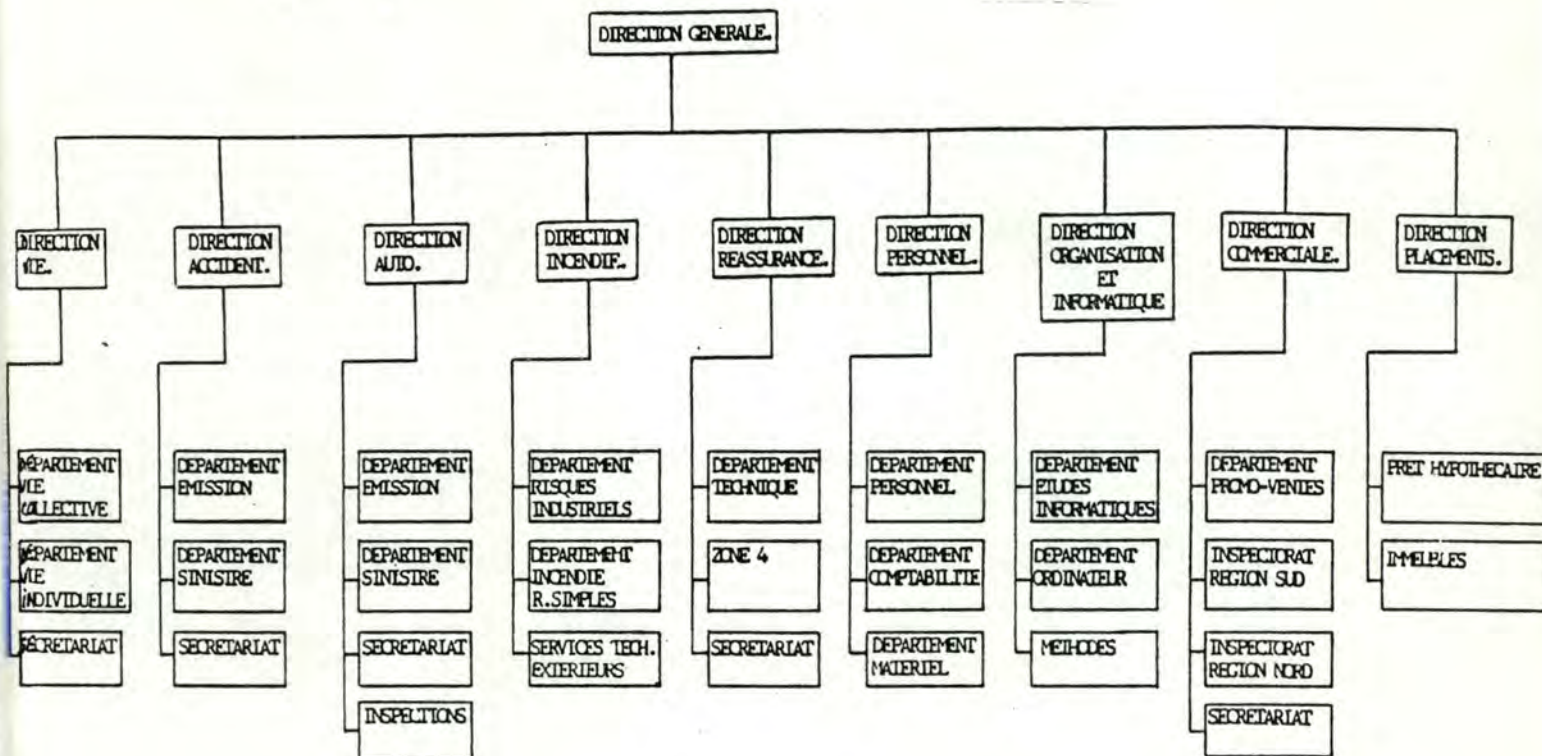 DIRECTION GENERALE.
DIRECTION
VIE.
DIRECTION
ACCIDENT.
DIRECTION
AUTO.
DIRECTION
INCENDIE.
DIRECTION
REASSURANCE.
DIRECTION
PERSONNEL.
DIRECTION
ORGANISATION
ET
INFORMATIQUE
DIRECTION
COMMERCIALE.
DIRECTION
PLACEMENTS.
DÉPARTEMENT
VIE
COLLECTIVE
DÉPARTEMENT
VIE
INDIVIDUELLE
SECRETARIAT
DEPARTEMENT
EMISSION
DEPARTEMENT
SINISTRE
SECRETARIAT
DEPARTEMENT
EMISSION
DEPARTEMENT
SINISTRE
SECRETARIAT
INSPECTIONS
DEPARTEMENT
RISQUES
INDUSTRIELS
DEPARTEMENT
INCENDIE
R.SIMPLES
SERVICES TECH.
EXTERIEURS
DEPARTEMENT
TECHNIQUE
ZONE 4
SECRETARIAT
DEPARTEMENT
PERSONNEL
DEPARTEMENT
COMPTABILITE
DEPARTEMENT
MATERIEL
DEPARTEMENT
ETUDES
INFORMATIQUES
DEPARTEMENT
ORDINATEUR
METHODES
DEPARTEMENT
PROMO-VENTES
INSPECTORAT
REGION SUD
INSPECTORAT
REGION NORD
SECRETARIAT
PRET HYPOTHECAIRE
IMMEUBLES